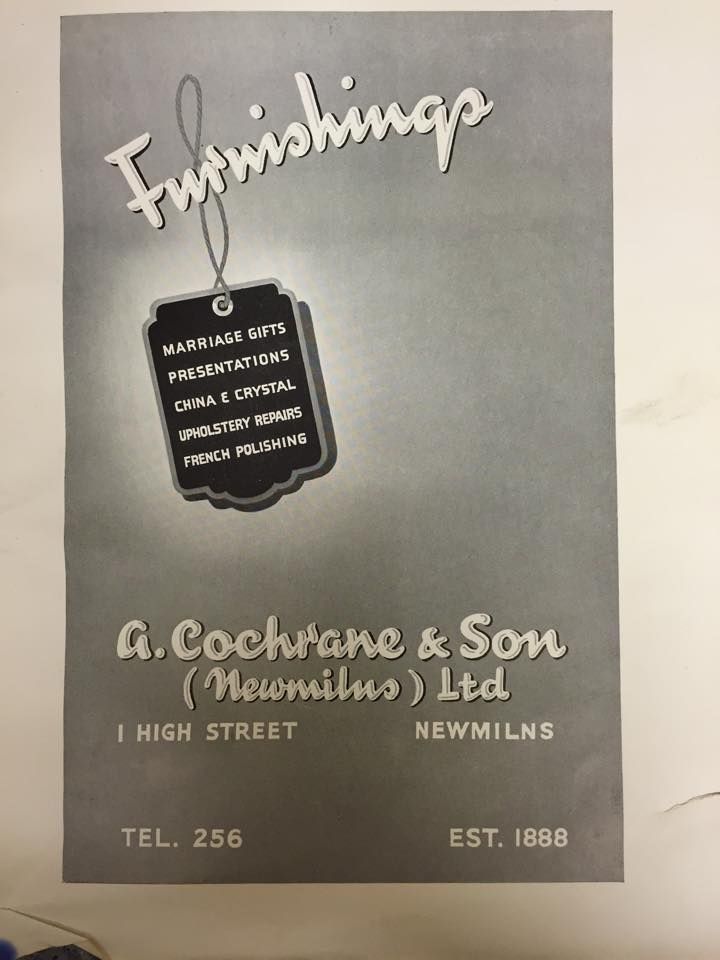 Furnishings
MARRIAGE GIFTS
PRESENTATIONS
CHINA & CRYSTAL
UPHOLSTERY REPAIRS
FRENCH POLISHING
A. Cochrane & Son
(Newmilns) Ltd
1 HIGH STREET NEWMILNS
TEL. 256 EST. 1888